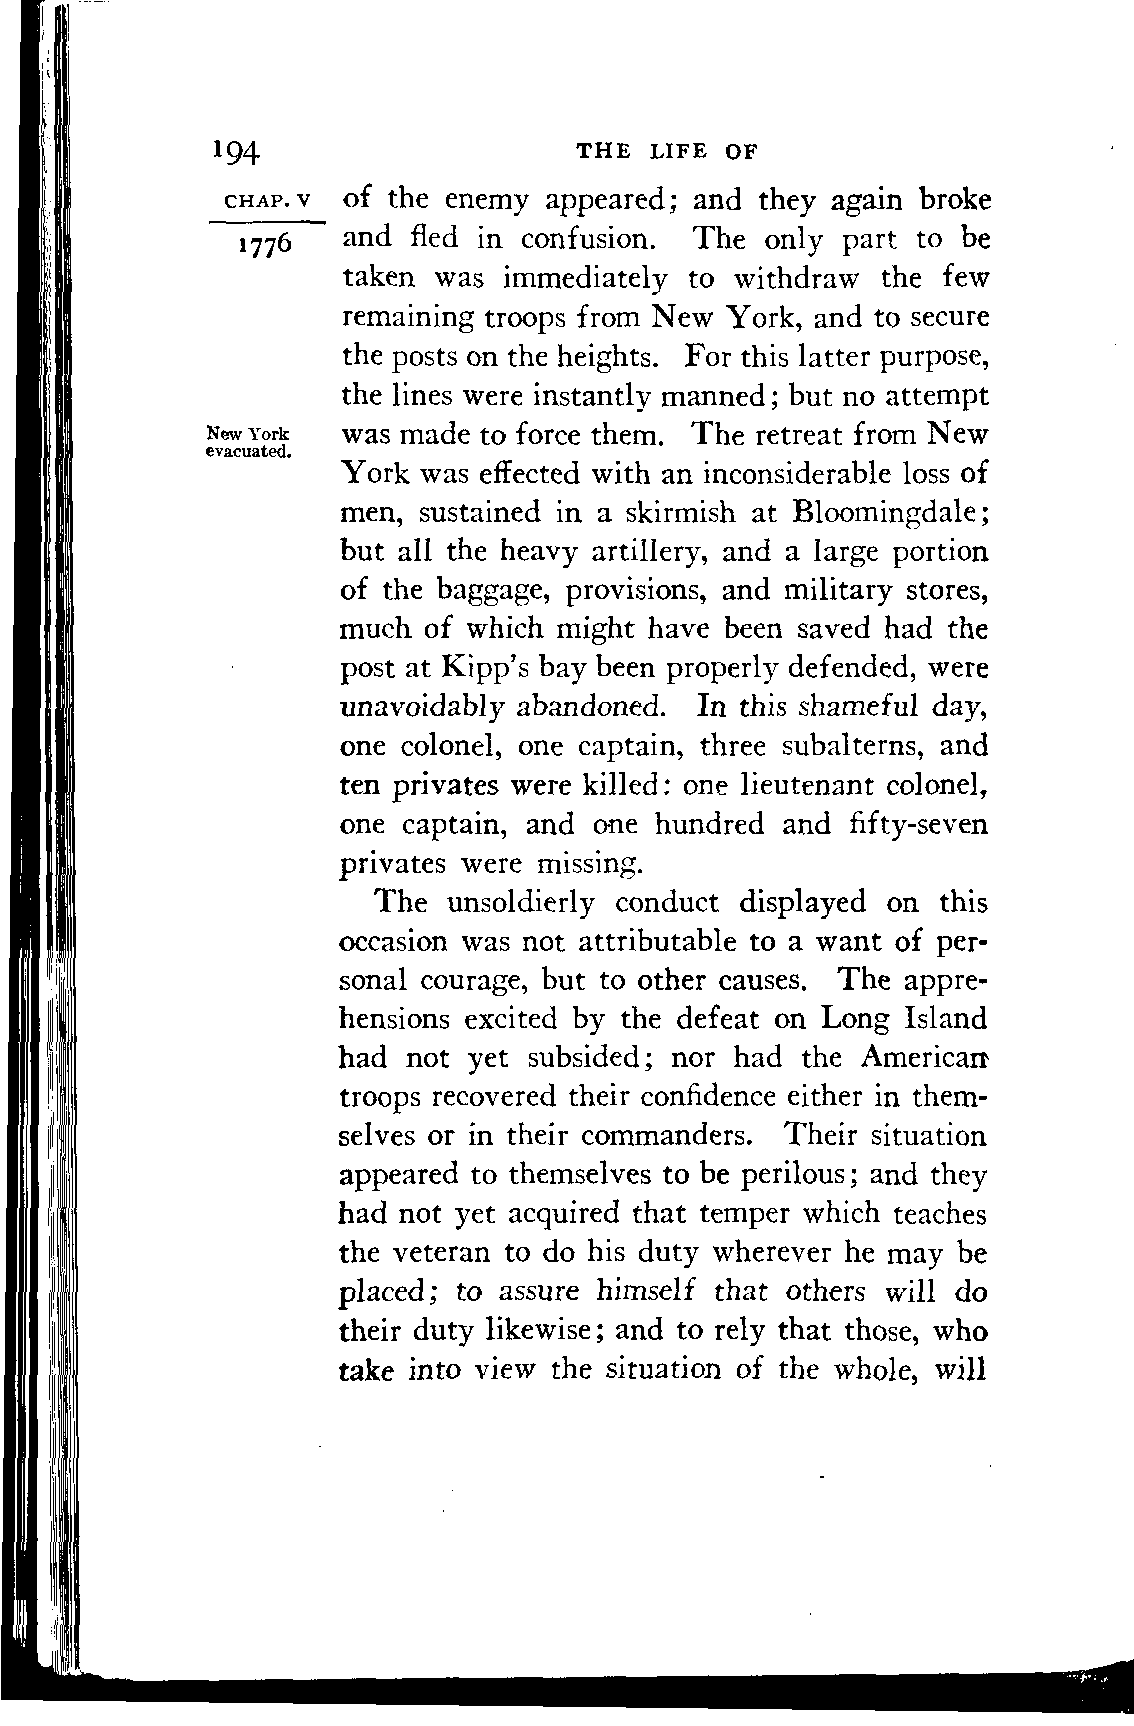 194 THE LIFE OF
CHAP. V of the enemy appeared; and they again broke
1776 and fled in confusion. The only part to be
taken was immediately to withdraw the few
remaining troops from New York, and to secure
the posts on the heights. For this latter purpose,
the lines were instantly manned; but no attempt
New York was made to force them. The retreat from New
evacuated.
York was effected with an inconsiderable loss of
men, sustained in a skirmish at Bloomingdale;
but all the heavy artillery, and a large portion
of the baggage, provisions, and military stores,
much of which might have been saved had the
post at Kipp's bay been properly defended, were
unavoidably abandoned. In this shameful day,
one colonel, one captain, three subalterns, and
ten privates were killed: one lieutenant colonel,
one captain, and one hundred and fifty-seven
privates were missing.
The unsoldierly conduct displayed on this
occasion was not attributable to a want of per-
sonal courage, but to other causes. The appre-
hensions excited by the defeat on Long Island
had not yet subsided; nor had the American
troops recovered their confidence either in them-
selves or in their commanders. Their situation
appeared to themselves to be perilous; and they
had not yet acquired that temper which teaches
the veteran to do his duty wherever he may be
placed; to assure himself that others will do
their duty likewise; and to rely that those, who
take into view the situation of the whole, will